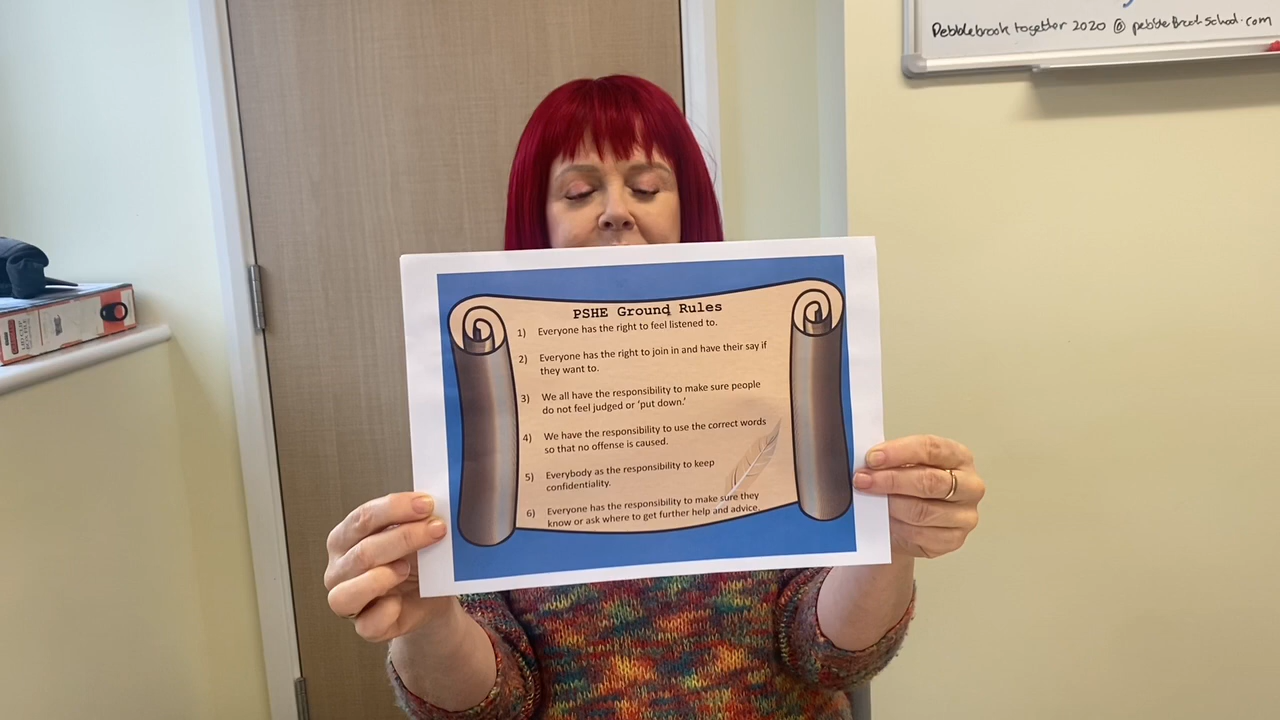 Pebblebrook together 2020 @ pebblebrookschool.com
PSHE Ground Rules
1) Everyone has the right to feel listened to.
2) Everyone has the right to join in and have their say if
they want to.
3) We all have the responsibility to make sure people
do not feel judged or ‘put down.’
4) We have the responsibility to use the correct words
so that no offense is caused.
5) Everybody as the responsibility to keep
confidentiality.
6) Everyone has the responsibility to make sure they
know or ask where to get further help and advice.